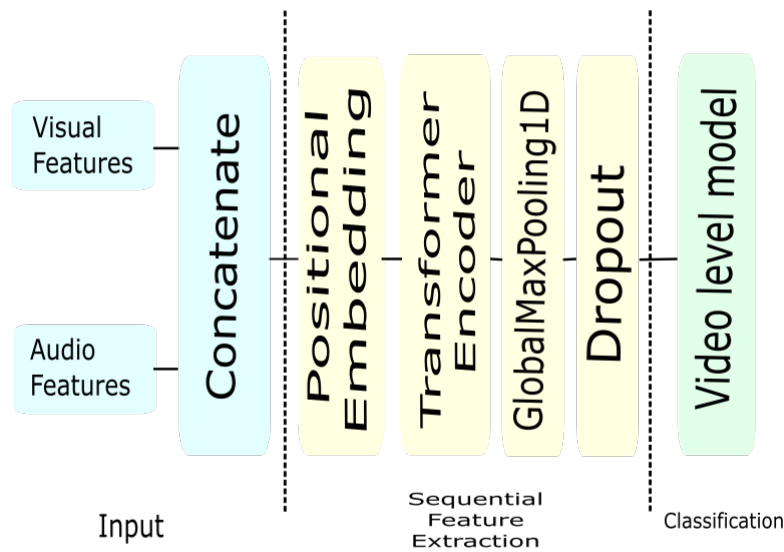 Visual
Features
Audio
Features
Concatenate
Positional
Embedding
Transformer
Encoder
GlobalMaxPooling1D
Dropout
Video level model
Input
Sequential
Feature
Extraction
Classification